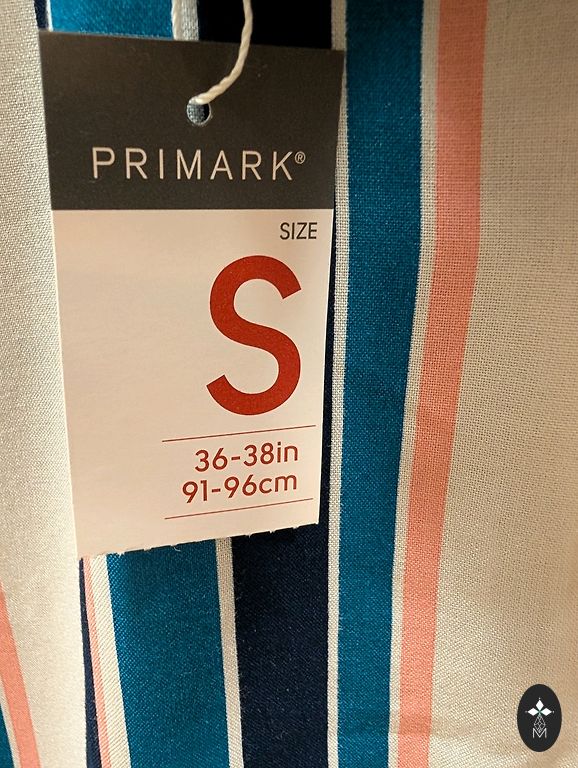 PRIMARK®
SIZE
S
36-38in
91-96cm
M